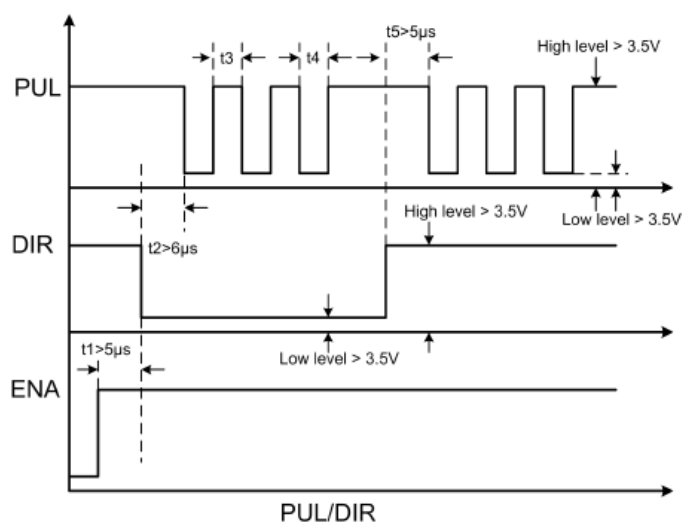 t5>5μs
High level > 3.5V
t3
t4
PUL
High level > 3.5V
Low level > 3.5V
DIR
t2>6μs
t1>5μs
Low level > 3.5V
ENA
PUL/DIR